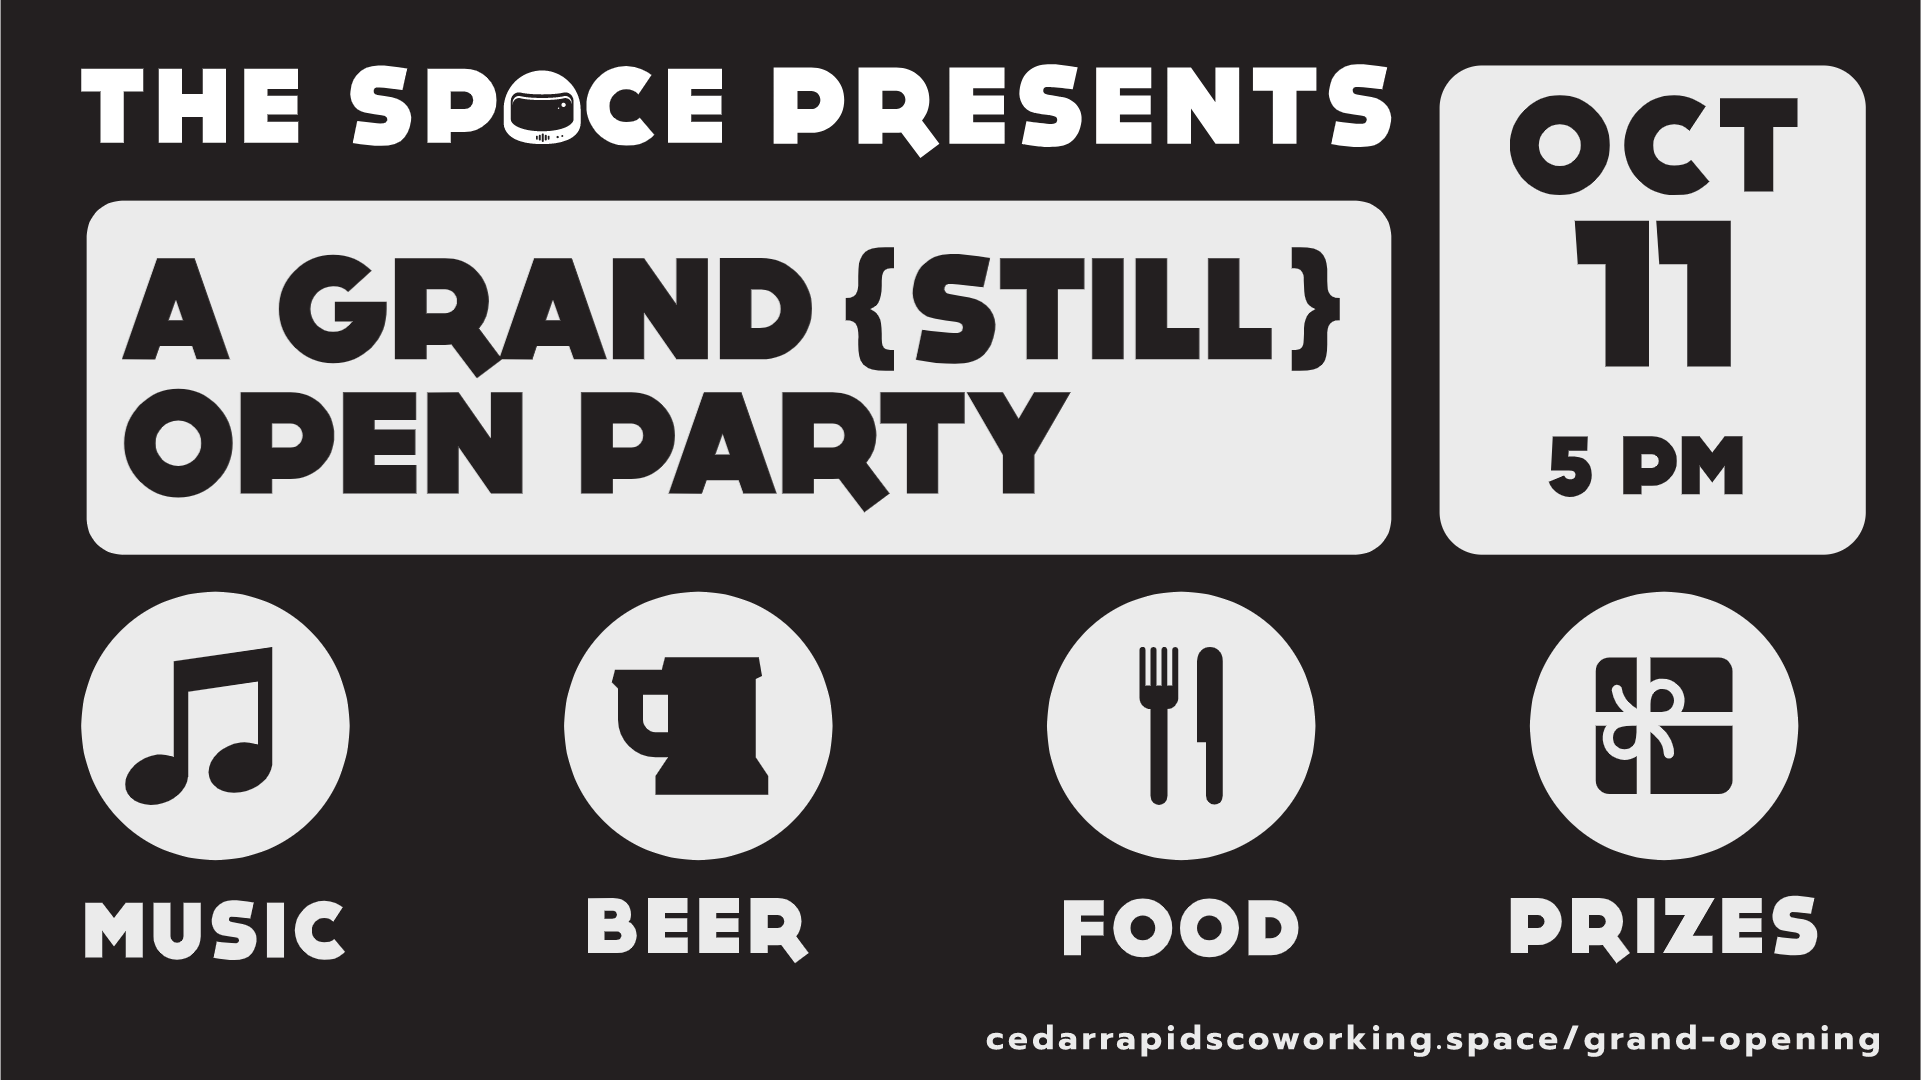 THE SPACE PRESENTS
A GRAND {STILL}
OPEN PARTY
OCT
11
5 PM
MUSIC
BEER
FOOD
PRIZES
cedarrapidscoworking.space/grand-opening